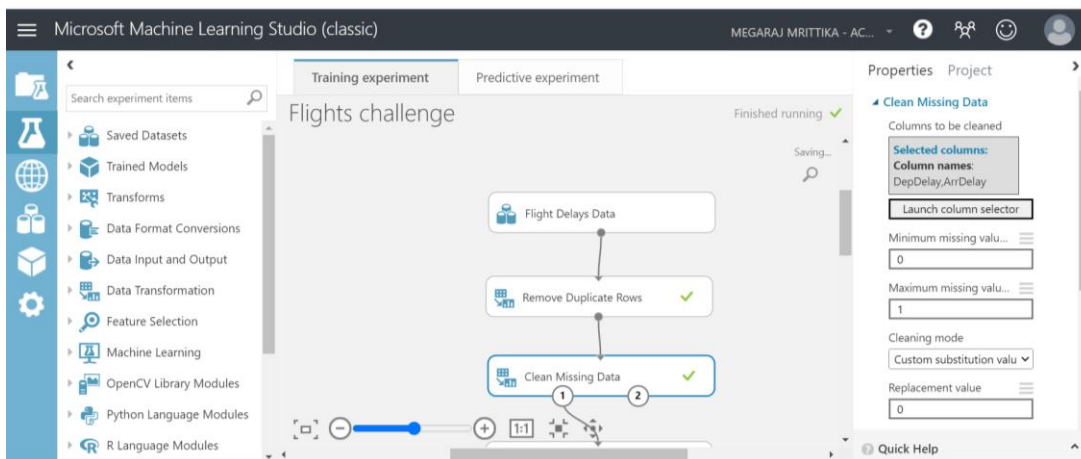 Microsoft Machine Learning Studio (classic)
MEGARAJ MRITTIKA - AC...
?
Search experiment items
Saved Datasets
Trained Models
Transforms
Data Format Conversions
Data Input and Output
Data Transformation
Feature Selection
Machine Learning
OpenCV Library Modules
Python Language Modules
R Language Modules
Training experiment
Predictive experiment
Flights challenge
Finished running
Saving...
Flight Delays Data
Remove Duplicate Rows
Clean Missing Data
1
2
1:1
Properties Project
Clean Missing Data
Columns to be cleaned
Selected columns:
Column names:
DepDelay,ArrDelay
Launch column selector
Minimum missing valu...
0
Maximum missing valu...
1
Cleaning mode
Custom substitution valu
Replacement value
0
Quick Help